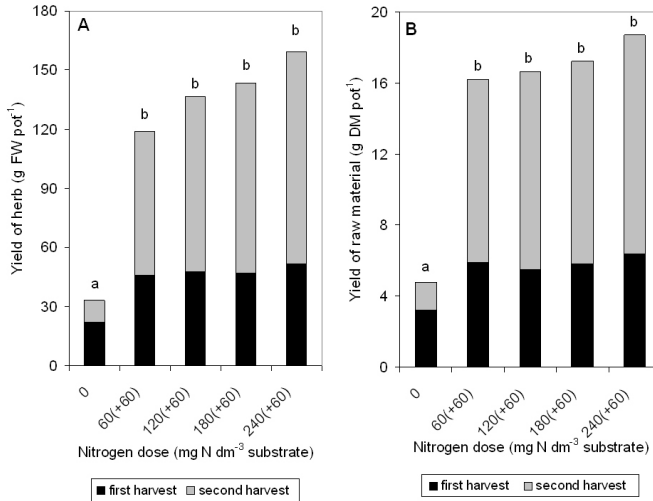 A
Yield of herb (g FW pot⁻¹)
180
150
120
90
60
30
0
a
b
b
b
b
0
60(+60)
120(+60)
180(+60)
240(+60)
Nitrogen dose (mg N dm⁻³ substrate)
first harvest
second harvest
B
Yield of raw material (g DM pot⁻¹)
20
16
12
8
4
0
a
b
b
b
b
0
60(+60)
120(+60)
180(+60)
240(+60)
Nitrogen dose (mg N dm⁻³ substrate)
first harvest
second harvest